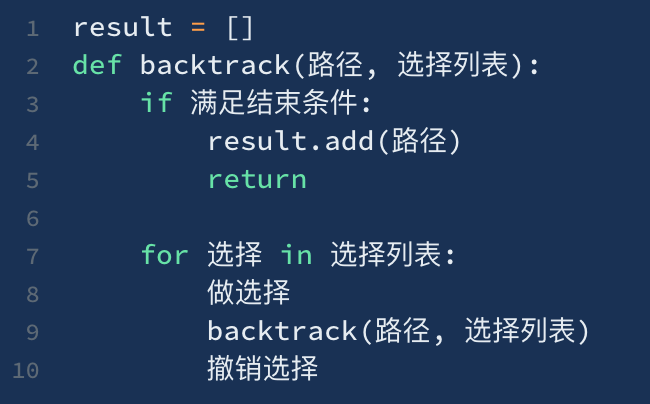 1 result = []
2 def backtrack(路径, 选择列表):
3     if 满足结束条件:
4         result.add(路径)
5         return
6
7     for 选择 in 选择列表:
8         做选择
9         backtrack(路径, 选择列表)
10         撤销选择